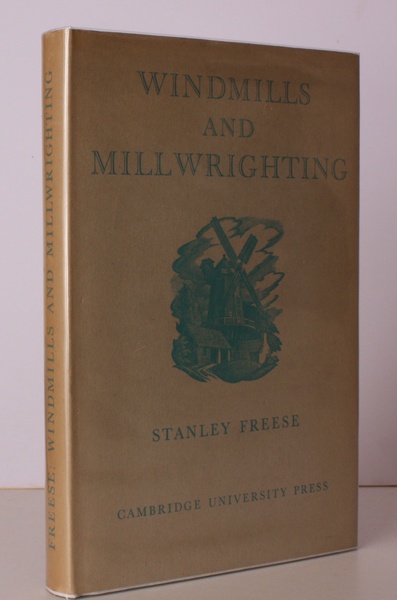 FREESE: WINDMILLS AND MILLWRIGHTING
WINDMILLS
AND
MILLWRIGHTING
STANLEY FREESE
CAMBRIDGE UNIVERSITY PRESS